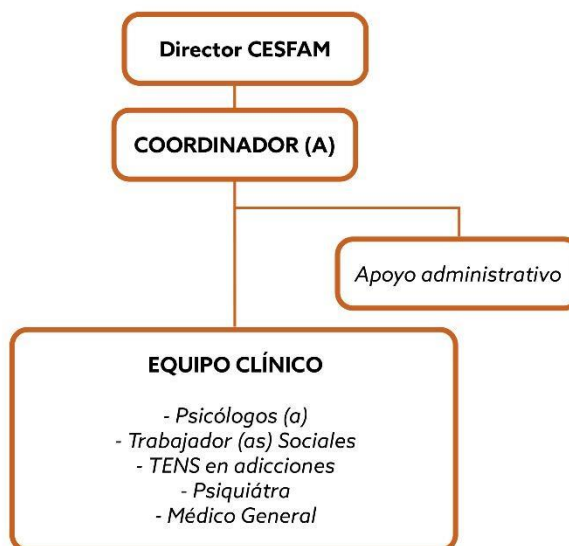 Director CESFAM
COORDINADOR (A)
Apoyo administrativo
EQUIPO CLÍNICO
- Psicólogos (a)
- Trabajador (as) Sociales
- TENS en adicciones
- Psiquiátra
- Médico General